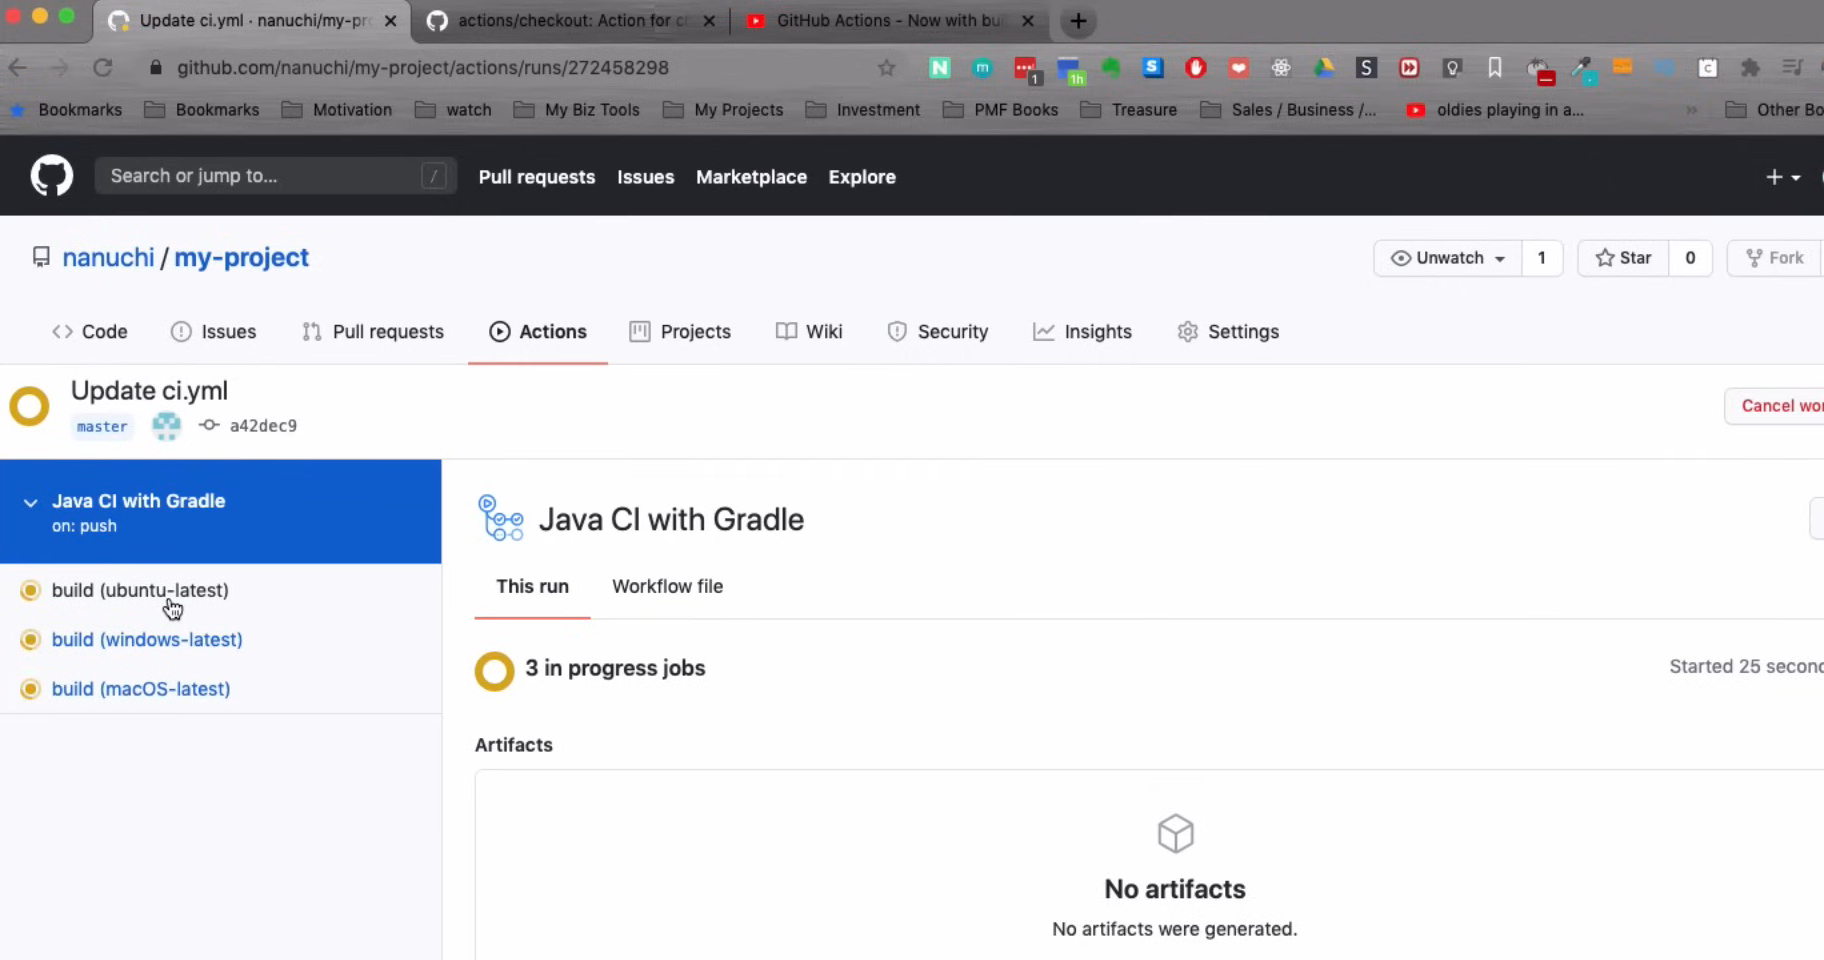 Update ci.yml · nanuchi/my-pr
actions/checkout: Action for c
GitHub Actions - Now with bu
github.com/nanuchi/my-project/actions/runs/272458298
N
m
1
1h
S
S
C
Bookmarks
Bookmarks
Motivation
watch
My Biz Tools
My Projects
Investment
PMF Books
Treasure
Sales / Business /...
oldies playing in a...
»
Other Bo
Search or jump to...
/
Pull requests
Issues
Marketplace
Explore
+
nanuchi / my-project
Unwatch
1
Star
0
Fork
Code
Issues
Pull requests
Actions
Projects
Wiki
Security
Insights
Settings
Update ci.yml
Cancel wor
master
a42dec9
Java CI with Gradle
on: push
build (ubuntu-latest)
build (windows-latest)
build (macOS-latest)
Java CI with Gradle
This run
Workflow file
3 in progress jobs
Started 25 second
Artifacts
No artifacts
No artifacts were generated.